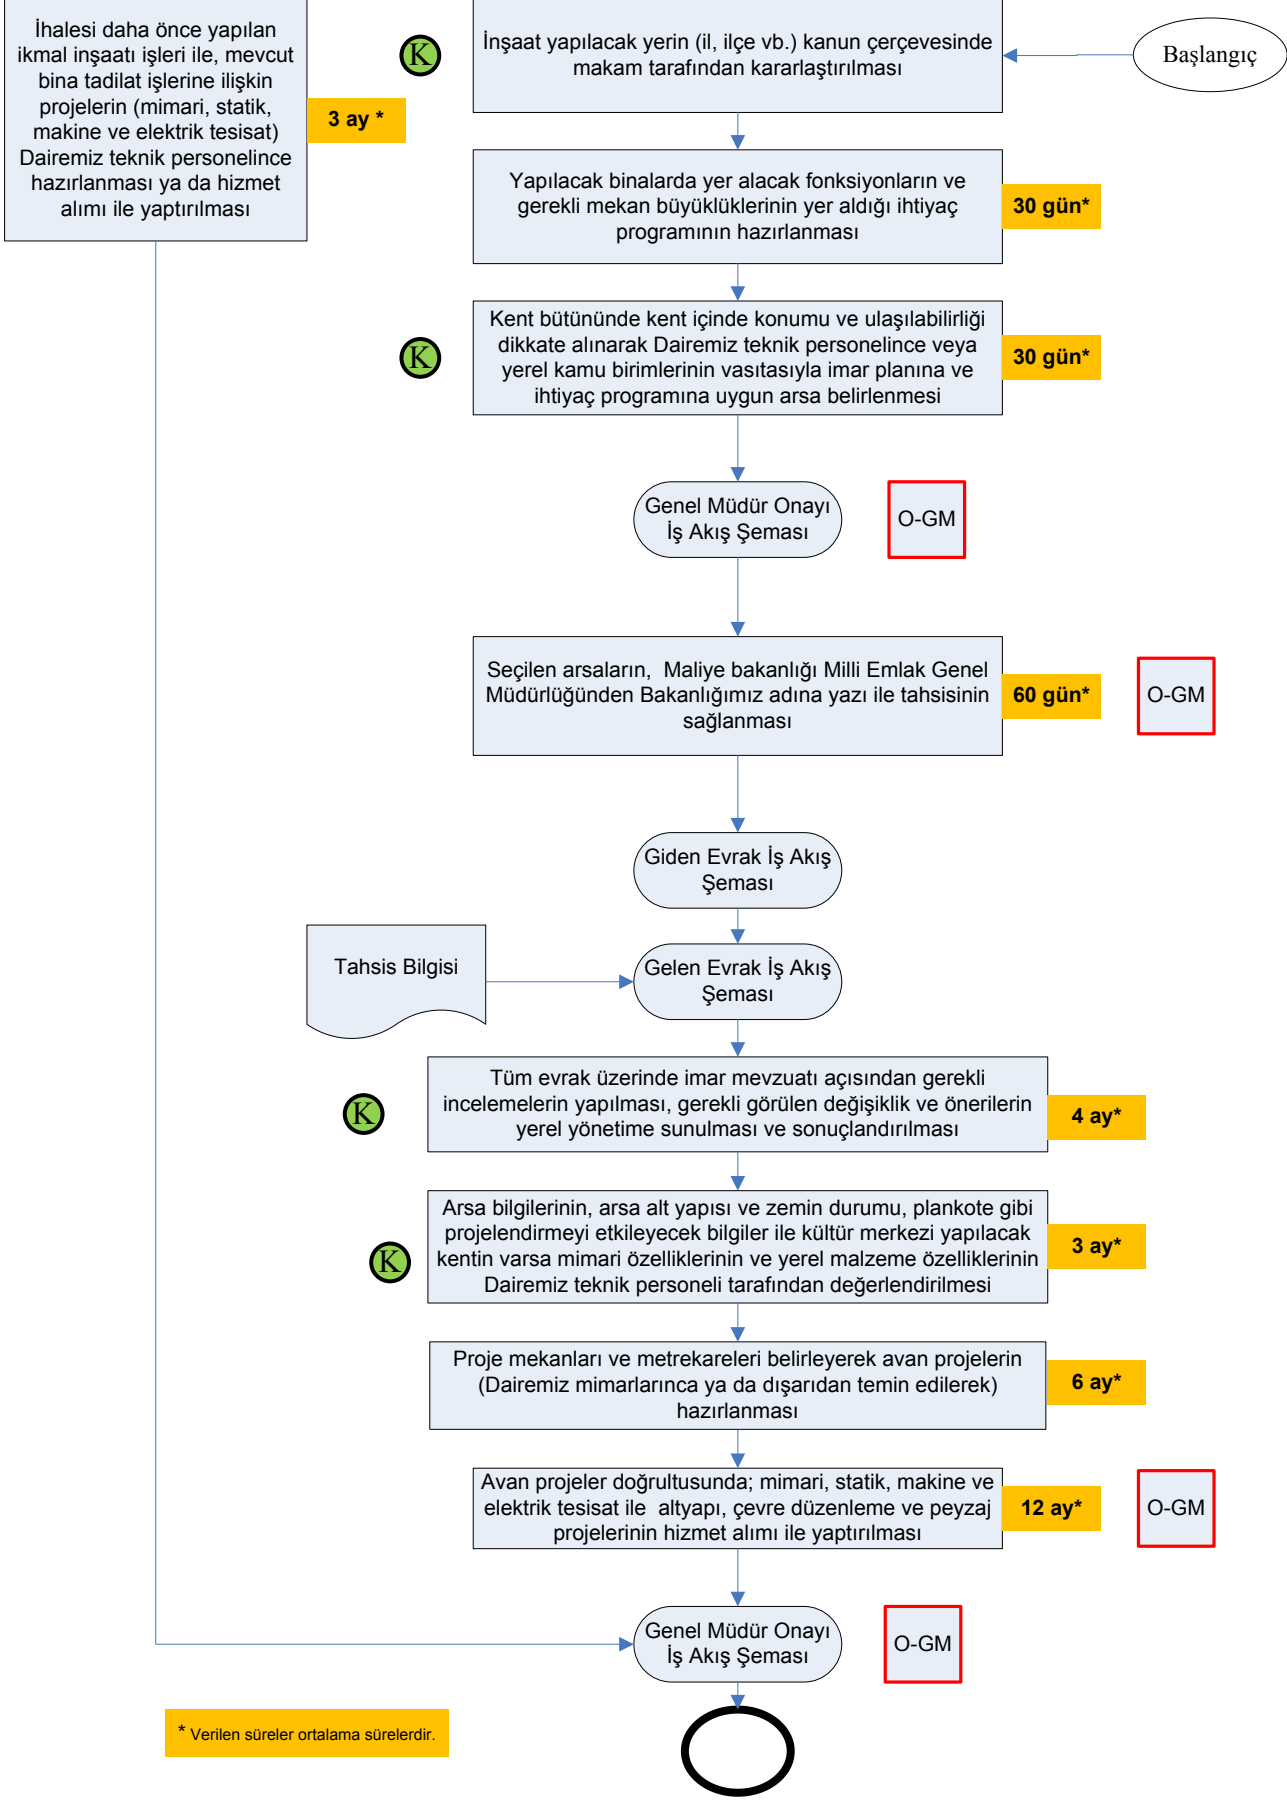 İhalesi daha önce yapılan
ikmal inşaatı işleri ile, mevcut
bina tadilat işlerine ilişkin
projelerin (mimari, statik,
makine ve elektrik tesisat)
Dairemiz teknik personelince
hazırlanması ya da hizmet
alımı ile yaptırılması
3 ay *
K
İnşaat yapılacak yerin (il, ilçe vb.) kanun çerçevesinde
makam tarafından kararlaştırılması
Başlangıç
Yapılacak binalarda yer alacak fonksiyonların ve
gerekli mekan büyüklüklerinin yer aldığı ihtiyaç
programının hazırlanması
30 gün*
K
Kent bütününde kent içinde konumu ve ulaşılabilirliği
dikkate alınarak Dairemiz teknik personelince veya
yerel kamu birimlerinin vasıtasıyla imar planına ve
ihtiyaç programına uygun arsa belirlenmesi
30 gün*
Genel Müdür Onayı
İş Akış Şeması
O-GM
Seçilen arsaların,  Maliye bakanlığı Milli Emlak Genel
Müdürlüğünden Bakanlığımız adına yazı ile tahsisinin
sağlanması
60 gün*
O-GM
Giden Evrak İş Akış
Şeması
Tahsis Bilgisi
Gelen Evrak İş Akış
Şeması
K
Tüm evrak üzerinde imar mevzuatı açısından gerekli
incelemelerin yapılması, gerekli görülen değişiklik ve önerilerin
yerel yönetime sunulması ve sonuçlandırılması
4 ay*
K
Arsa bilgilerinin, arsa alt yapısı ve zemin durumu, plankote gibi
projelendirmeyi etkileyecek bilgiler ile kültür merkezi yapılacak
kentin varsa mimari özelliklerinin ve yerel malzeme özelliklerinin
Dairemiz teknik personeli tarafından değerlendirilmesi
3 ay*
Proje mekanları ve metrekareleri belirleyerek avan projelerin
(Dairemiz mimarlarınca ya da dışarıdan temin edilerek)
hazırlanması
6 ay*
Avan projeler doğrultusunda; mimari, statik, makine ve
elektrik tesisat ile  altyapı, çevre düzenleme ve peyzaj
projelerinin hizmet alımı ile yaptırılması
12 ay*
O-GM
Genel Müdür Onayı
İş Akış Şeması
O-GM
* Verilen süreler ortalama sürelerdir.